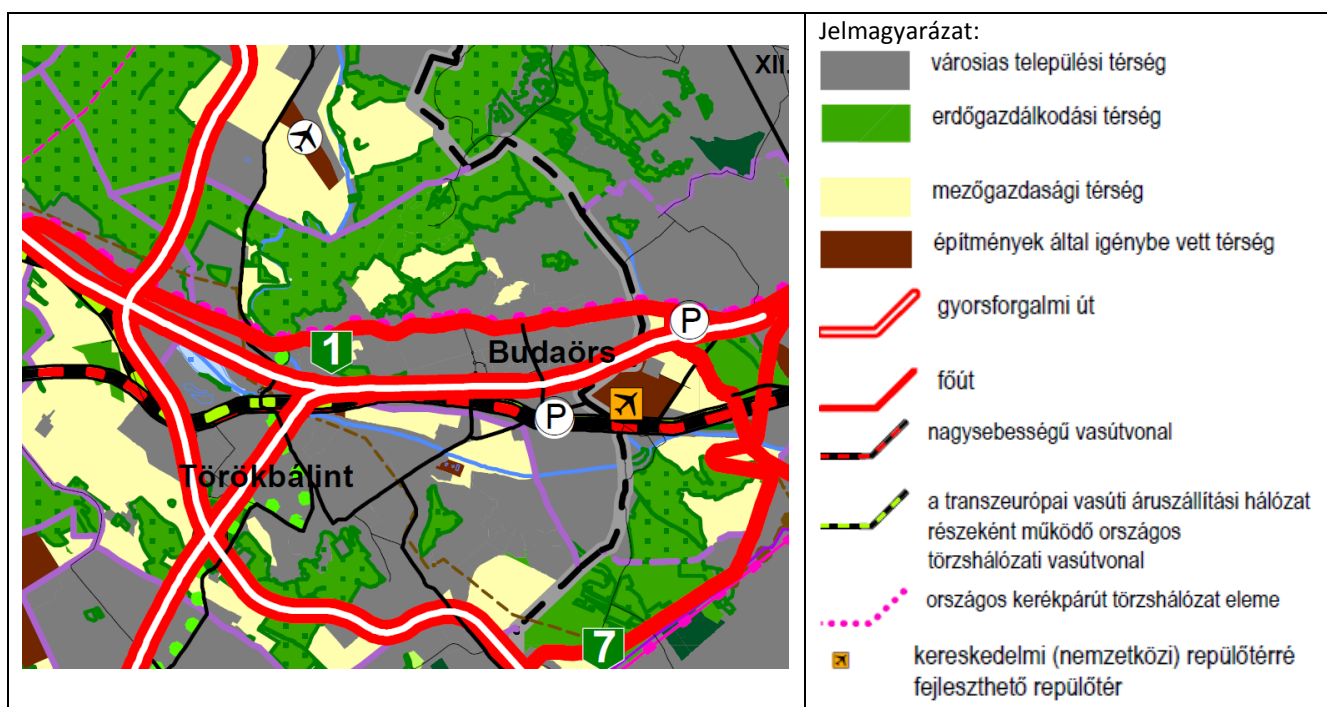 XII.
1
Budaörs
P
P
Törökbálint
7
Jelmagyarázat:
városias települési térség
erdőgazdálkodási térség
mezőgazdasági térség
építmények által igénybe vett térség
gyorsforgalmi út
főút
nagysebességű vasútvonal
a transzeurópai vasúti áruszállítási hálózat
részeként működő országos
törzshálózati vasútvonal
országos kerékpárút törzshálózat eleme
kereskedelmi (nemzetközi) repülőtérré
fejleszthető repülőtér